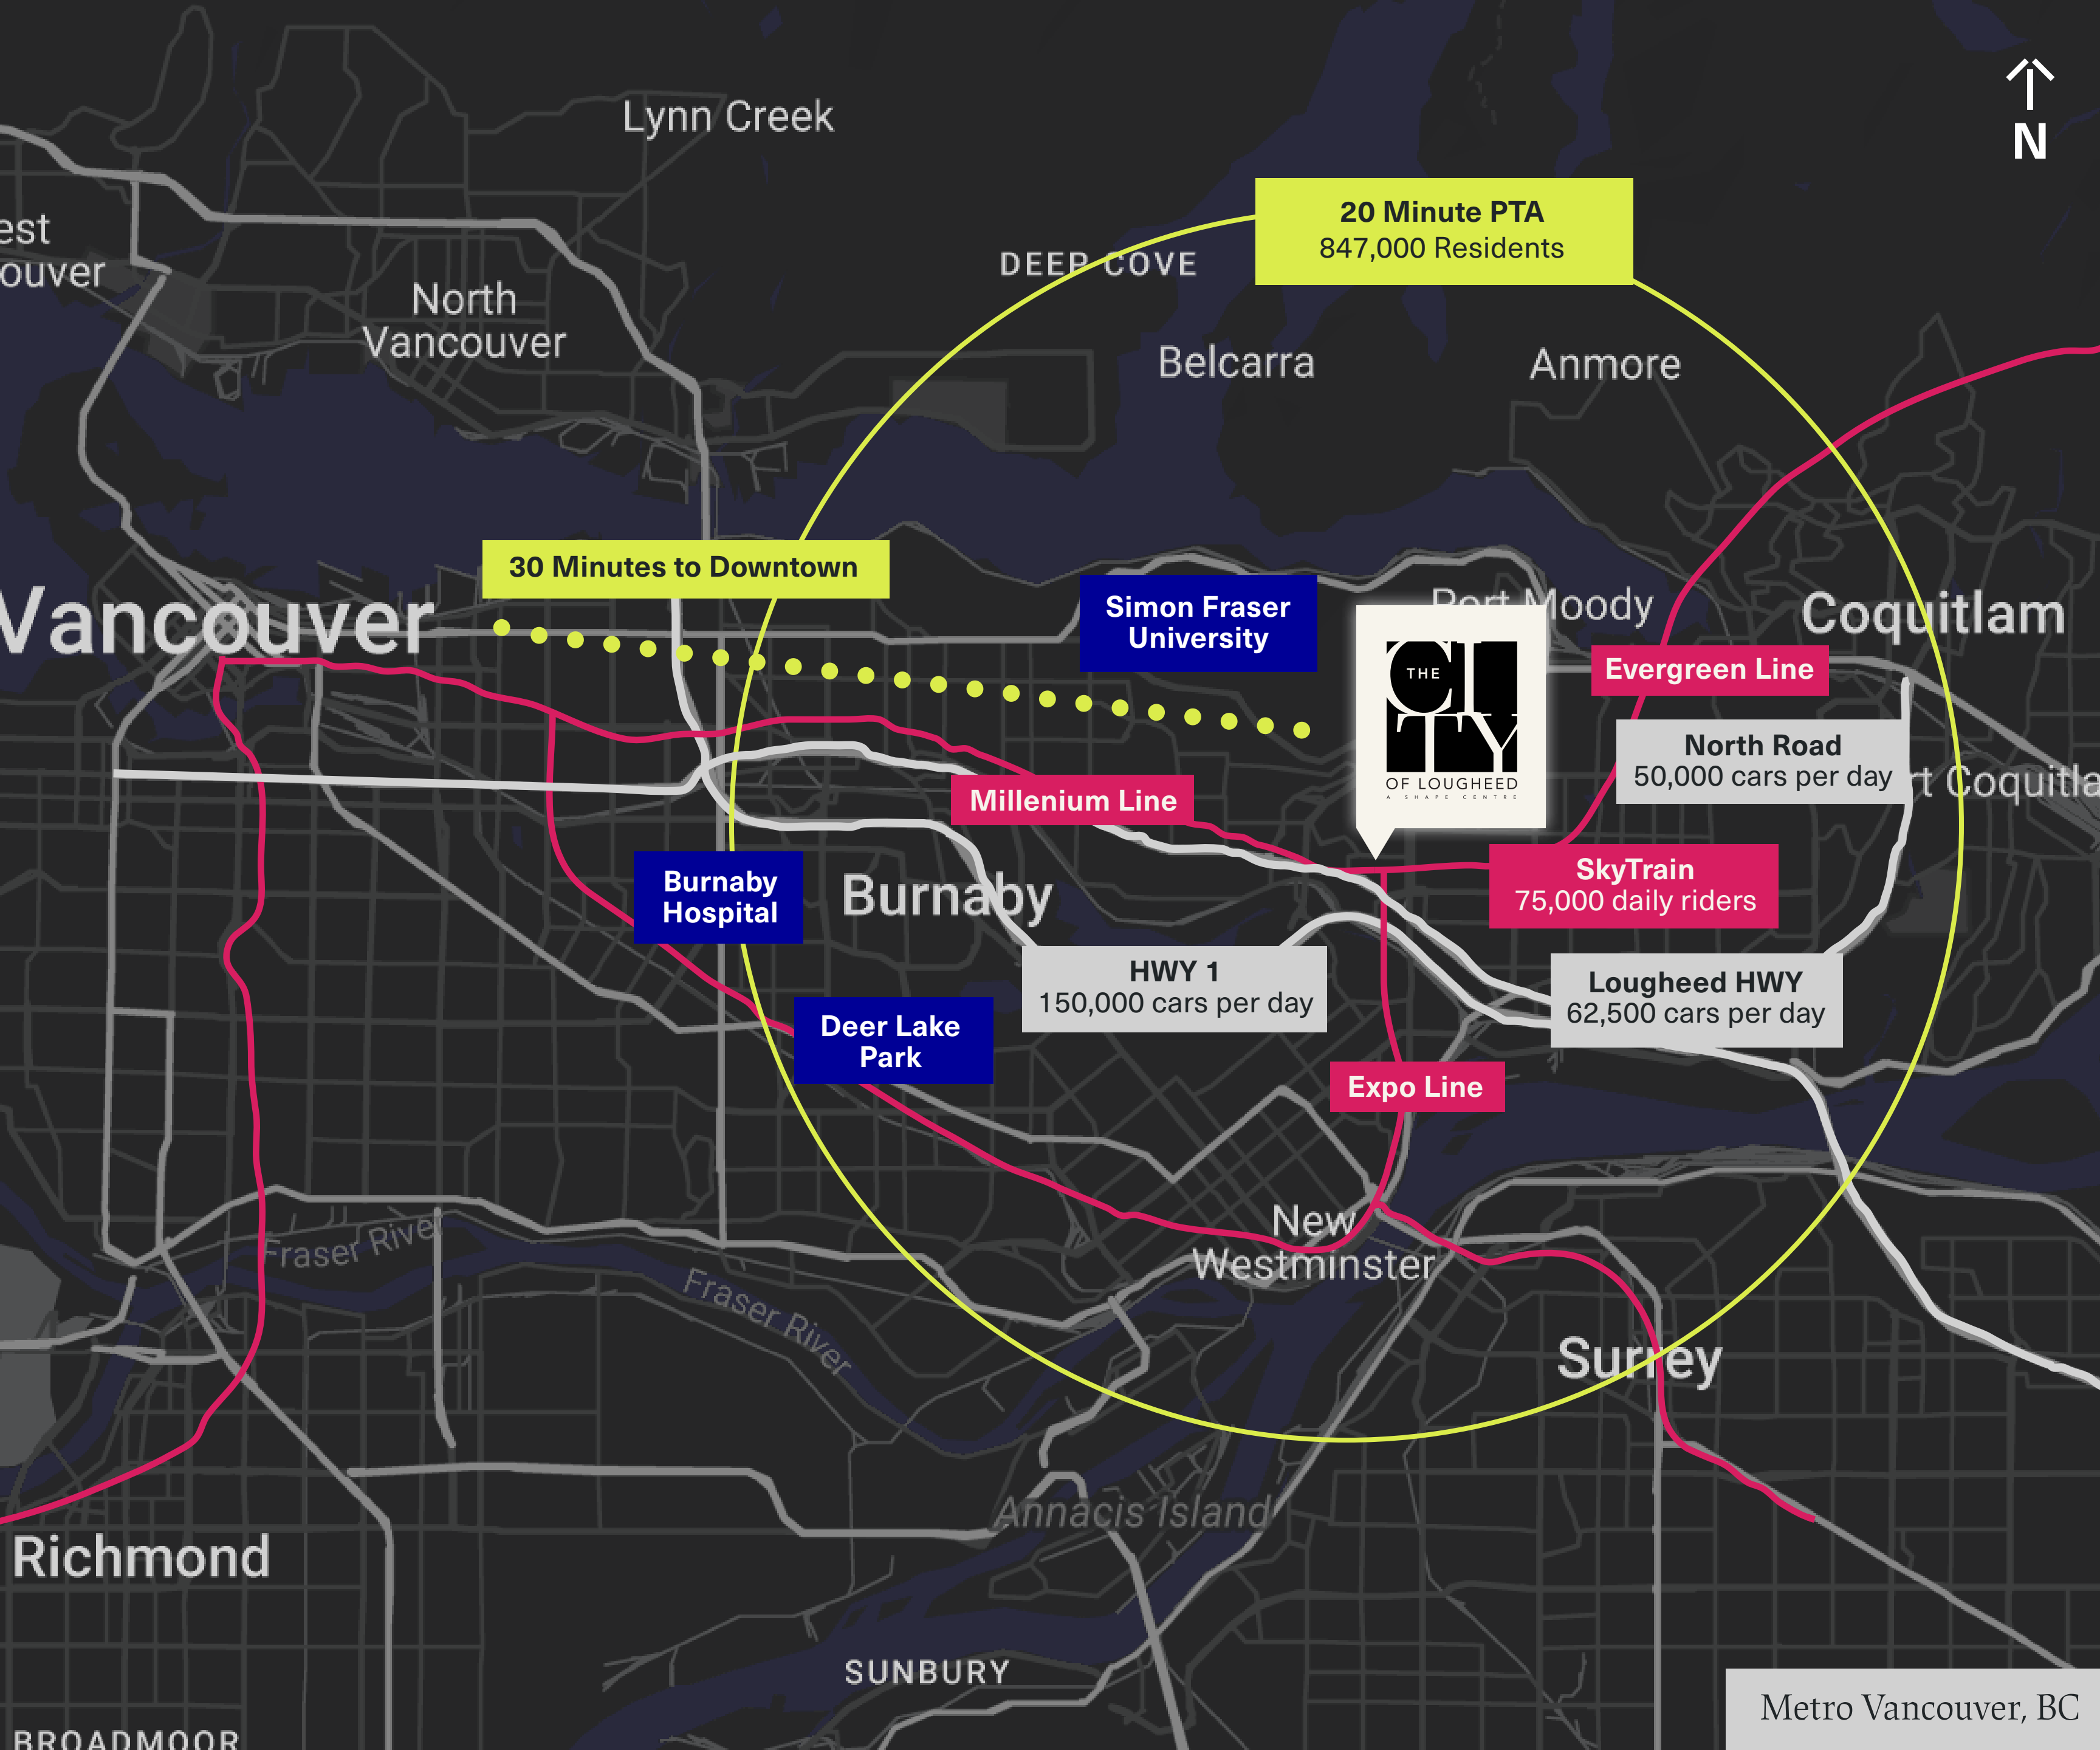 Lynn Creek
N
20 Minute PTA
847,000 Residents
est
ouver
DEEP COVE
North
Vancouver
Belcarra
Anmore
30 Minutes to Downtown
Vancouver
Simon Fraser
University
Port Moody
Coquitlam
THE
CITY
OF LOUGHEED
A SHAPE CENTRE
Evergreen Line
North Road
50,000 cars per day
rt Coquitla
Millenium Line
Burnaby
Hospital
Burnaby
SkyTrain
75,000 daily riders
HWY 1
150,000 cars per day
Lougheed HWY
62,500 cars per day
Deer Lake
Park
Expo Line
New
Westminster
Fraser River
Fraser River
Surrey
Annacis Island
Richmond
SUNBURY
Metro Vancouver, BC
BROADMOOR